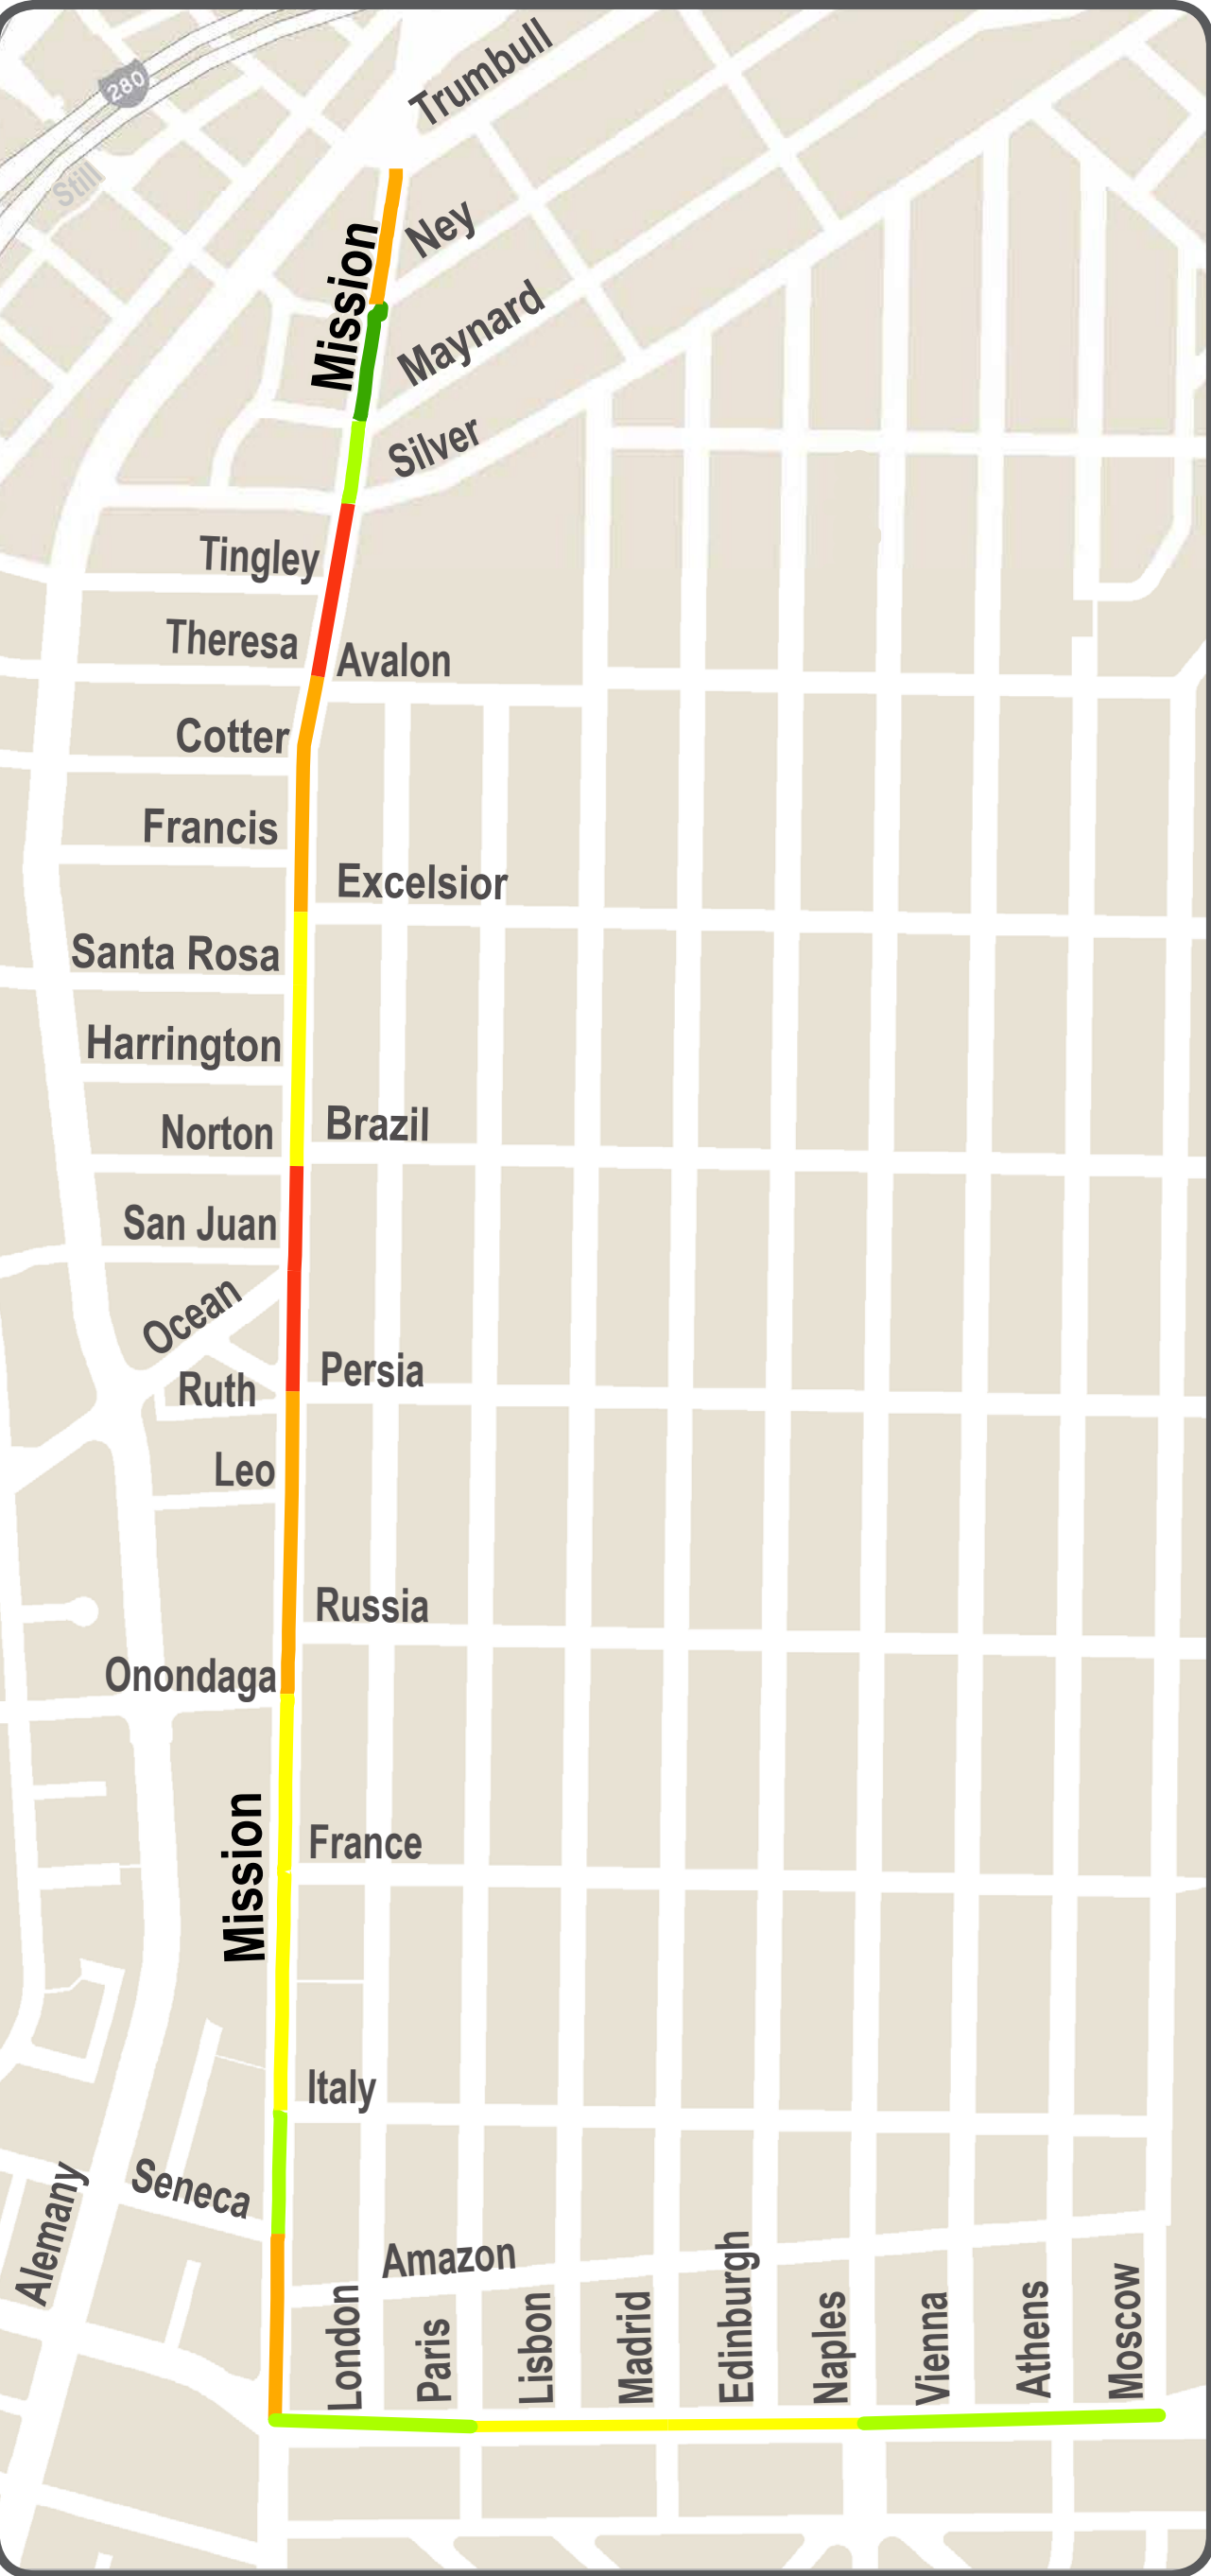 Trumbull
280
Still
Ney
Mission
Maynard
Silver
Tingley
Theresa
Avalon
Cotter
Francis
Excelsior
Santa Rosa
Harrington
Brazil
Norton
San Juan
Ocean
Persia
Ruth
Leo
Russia
Onondaga
France
Mission
Italy
Seneca
Alemany
Amazon
London
Paris
Lisbon
Madrid
Edinburgh
Naples
Vienna
Athens
Moscow